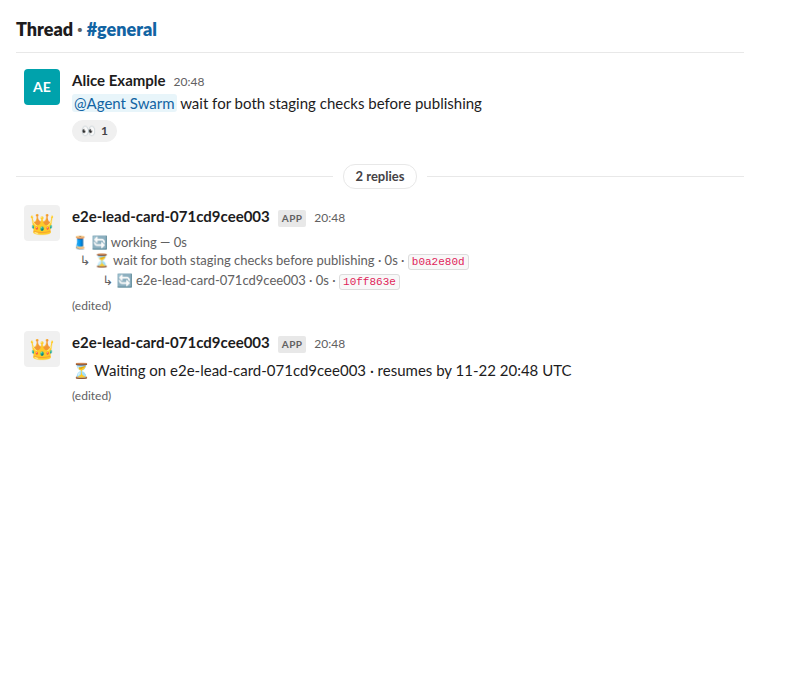 Thread • #general
AE
Alice Example 20:48
@Agent Swarm wait for both staging checks before publishing
👀 1
2 replies
e2e-lead-card-071cd9cee003 APP 20:48
🧵 🔄 working — 0s
↳ ⏳ wait for both staging checks before publishing · 0s · b0a2e80d
↳ 🔄 e2e-lead-card-071cd9cee003 · 0s · 10ff863e
(edited)
e2e-lead-card-071cd9cee003 APP 20:48
⏳ Waiting on e2e-lead-card-071cd9cee003 · resumes by 11-22 20:48 UTC
(edited)